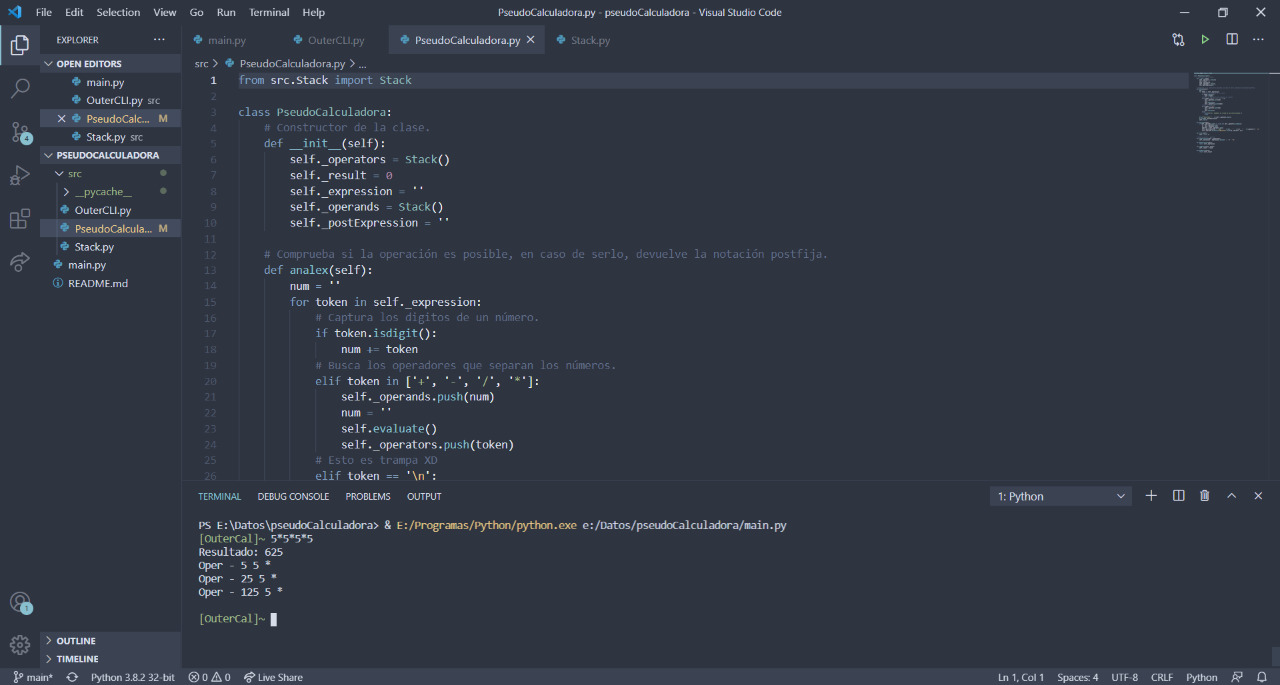 File Edit Selection View Go Run Terminal Help
PseudoCalculadora.py - pseudoCalculadora - Visual Studio Code
EXPLORER
OPEN EDITORS
main.py
OuterCLI.py src
PseudoCalc... M
Stack.py src
PSEUDOCALCULADORA
src
__pycache__
OuterCLI.py
PseudoCalcula... M
Stack.py
main.py
README.md
OUTLINE
TIMELINE
4
1
main.py OuterCLI.py PseudoCalculadora.py Stack.py
src > PseudoCalculadora.py > ...
1 from src.Stack import Stack
2
3 class PseudoCalculadora:
4 # Constructor de la clase.
5 def __init__(self):
6 self._operators = Stack()
7 self._result = 0
8 self._expression = ''
9 self._operands = Stack()
10 self._postExpression = ''
11
12 # Comprueba si la operación es posible, en caso de serlo, devuelve la notación postfija.
13 def analex(self):
14 num = ''
15 for token in self._expression:
16 # Captura los dígitos de un número.
17 if token.isdigit():
18 num += token
19 # Busca los operadores que separan los números.
20 elif token in ['+', '-', '/', '*']:
21 self._operands.push(num)
22 num = ''
23 self.evaluate()
24 self._operators.push(token)
25 # Esto es trampa XD
26 elif token == '\n':
TERMINAL DEBUG CONSOLE PROBLEMS OUTPUT
1: Python
PS E:\Datos\pseudoCalculadora> & E:/Programas/Python/python.exe e:/Datos/pseudoCalculadora/main.py
[OuterCal]~ 5*5*5*5
Resultado: 625
Oper - 5 5 *
Oper - 25 5 *
Oper - 125 5 *
[OuterCal]~
main* Python 3.8.2 32-bit 0 0 Live Share
Ln 1, Col 1 Spaces: 4 UTF-8 CRLF Python